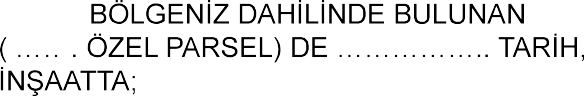 BÖLGENİZ DAHİLİNDE BULUNAN
( ….. . ÖZEL PARSEL) DE …………….. TARİH,
İNŞAATTA;